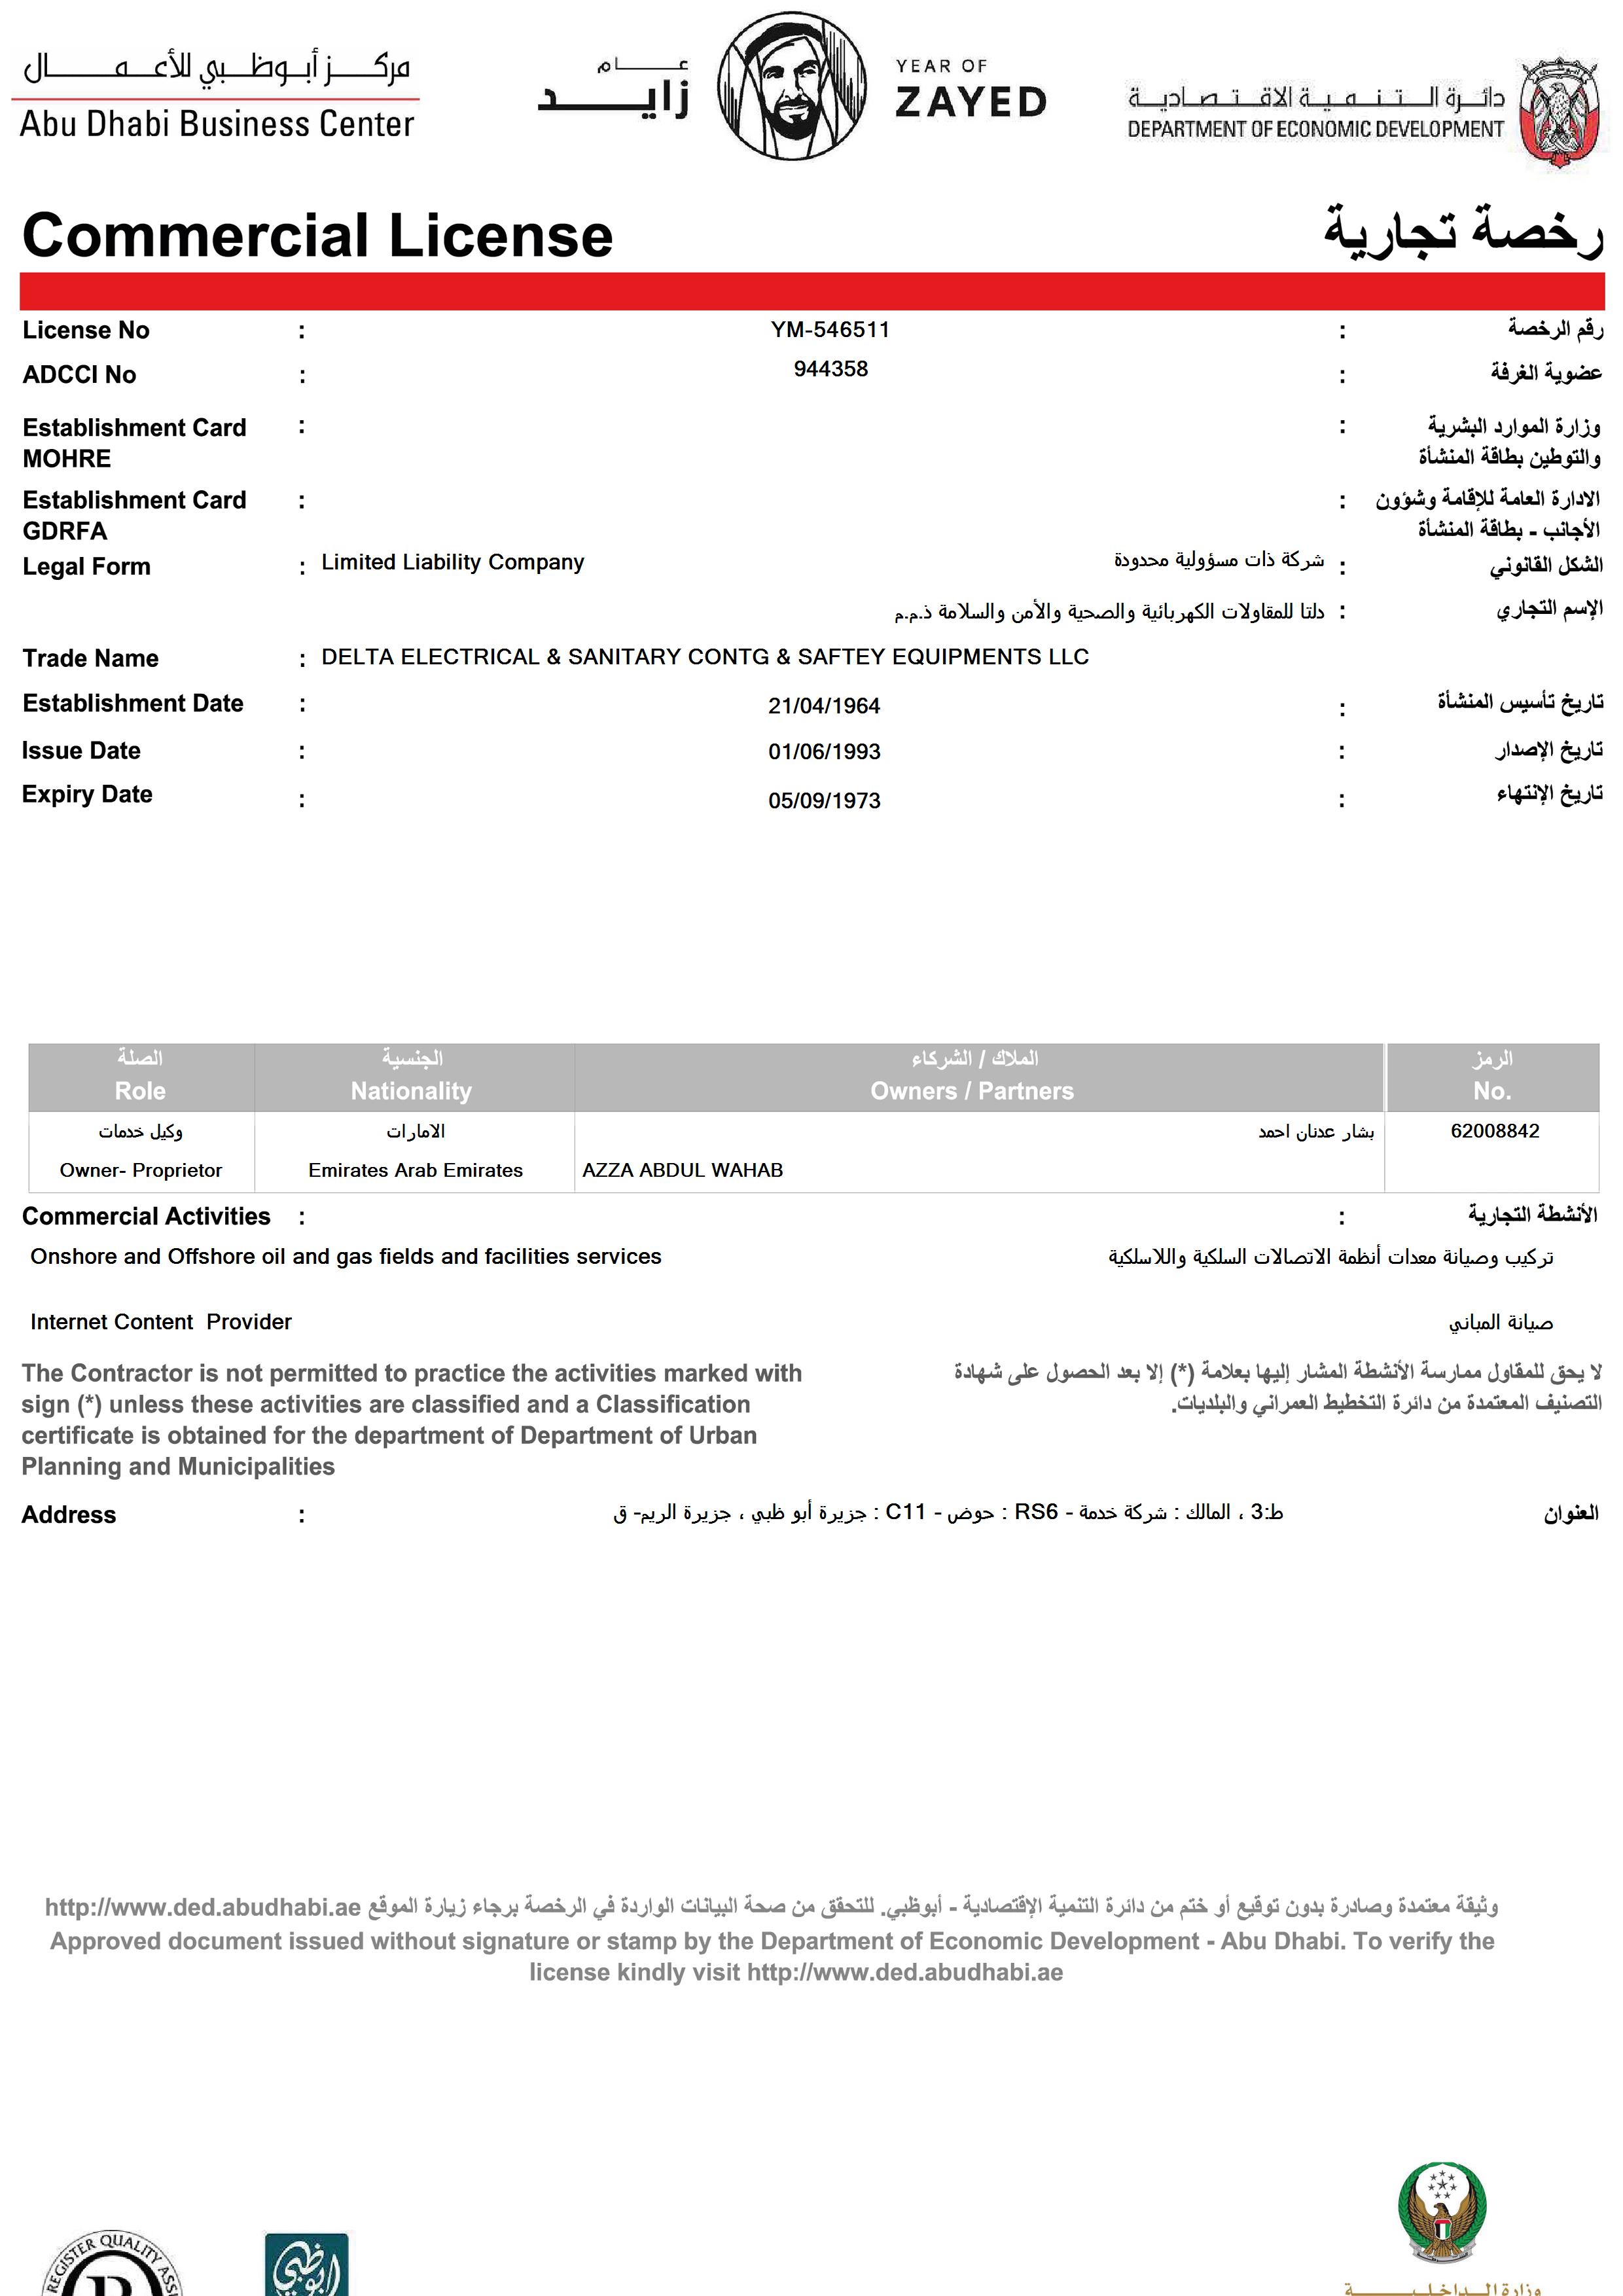 مركز أبوظبي للأعمال
Abu Dhabi Business Center
عام
زايد
YEAR OF
ZAYED
دائرة التنمية الاقتصادية
DEPARTMENT OF ECONOMIC DEVELOPMENT
Commercial License رخصة تجارية
License No : YM-546511 : رقم الرخصة
ADCCI No : 944358 : عضوية الغرفة
Establishment Card : : وزارة الموارد البشرية
MOHRE والتوطين بطاقة المنشأة
Establishment Card : : الادارة العامة للإقامة وشؤون
GDRFA الأجانب - بطاقة المنشأة
Legal Form : Limited Liability Company شركة ذات مسؤولية محدودة : الشكل القانوني
دلتا للمقاولات الكهربائية والصحية والأمن والسلامة ذ.م.م : الإسم التجاري
Trade Name : DELTA ELECTRICAL & SANITARY CONTG & SAFTEY EQUIPMENTS LLC
Establishment Date : 21/04/1964 : تاريخ تأسيس المنشأة
Issue Date : 01/06/1993 : تاريخ الإصدار
Expiry Date : 05/09/1973 : تاريخ الإنتهاء
الصلة الجنسية الملاك / الشركاء الرمز
Role Nationality Owners / Partners No.
وكيل خدمات الامارات بشار عدنان احمد 62008842
Owner- Proprietor Emirates Arab Emirates AZZA ABDUL WAHAB
Commercial Activities : : الأنشطة التجارية
Onshore and Offshore oil and gas fields and facilities services تركيب وصيانة معدات أنظمة الاتصالات السلكية واللاسلكية
Internet Content Provider صيانة المباني
The Contractor is not permitted to practice the activities marked with
sign (*) unless these activities are classified and a Classification
certificate is obtained for the department of Department of Urban
Planning and Municipalities
لا يحق للمقاول ممارسة الأنشطة المشار إليها بعلامة (*) إلا بعد الحصول على شهادة
التصنيف المعتمدة من دائرة التخطيط العمراني والبلديات.
Address : ط:3 ، المالك : شركة خدمة - RS6 : حوض - C11 : جزيرة أبو ظبي ، جزيرة الريم- ق العنوان
وثيقة معتمدة وصادرة بدون توقيع أو ختم من دائرة التنمية الإقتصادية - أبوظبي. للتحقق من صحة البيانات الواردة في الرخصة برجاء زيارة الموقع http://www.ded.abudhabi.ae
Approved document issued without signature or stamp by the Department of Economic Development - Abu Dhabi. To verify the
license kindly visit http://www.ded.abudhabi.ae
REGISTER QUALITY
أبوظبي
وزارة الداخلية